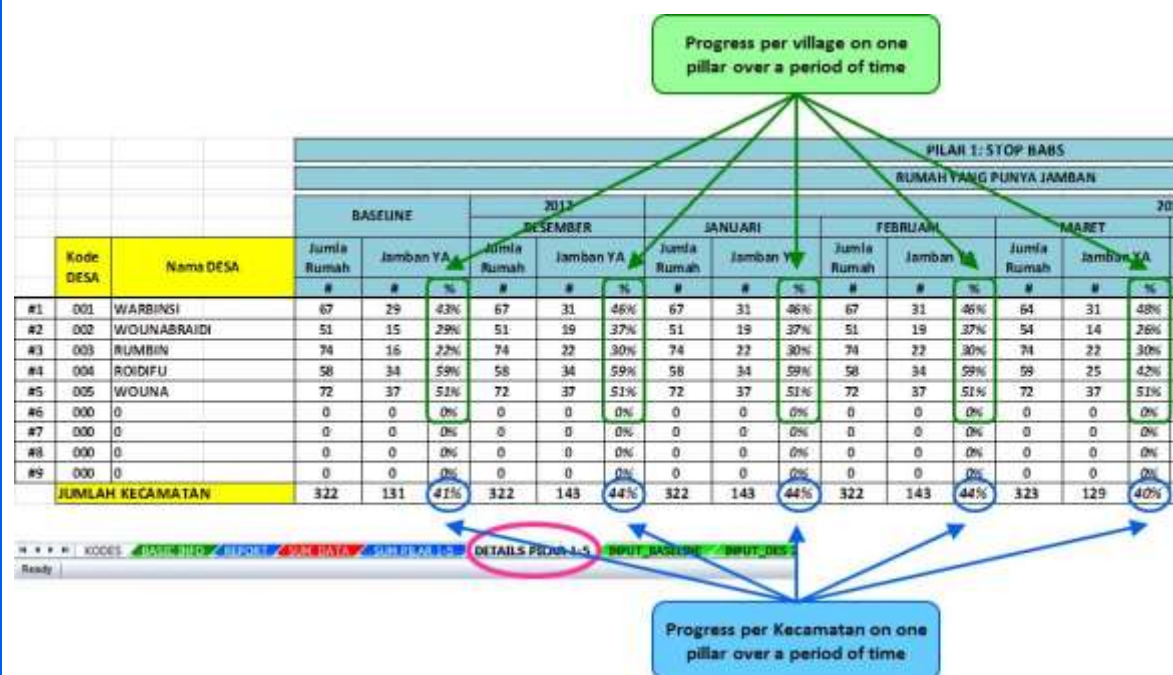 Progress per village on one
pillar over a period of time
PILAR 1: STOP BABS
RUMAH YANG PUNYA JAMBAN
BASELINE 2012 20
DESEMBER JANUARI FEBRUARI MARET
Kode DESA Nama DESA Jumla Rumah Jamban YA Jumla Rumah Jamban YA Jumla Rumah Jamban YA Jumla Rumah Jamban YA Jumla Rumah Jamban YA
# # % # # % # # % # # % # # %
#1 001 WARBINSI 67 29 43% 67 31 46% 67 31 46% 67 31 46% 64 31 48%
#2 002 WOUNABRAIDI 51 15 29% 51 19 37% 51 19 37% 51 19 37% 54 14 26%
#3 003 RUMBIN 74 16 22% 74 22 30% 74 22 30% 74 22 30% 74 22 30%
#4 004 ROIDIFU 58 34 59% 58 34 59% 58 34 59% 58 34 59% 59 25 42%
#5 005 WOUNA 72 37 51% 72 37 51% 72 37 51% 72 37 51% 72 37 51%
#6 000 0 0 0 0% 0 0 0% 0 0 0% 0 0 0% 0 0 0%
#7 000 0 0 0 0% 0 0 0% 0 0 0% 0 0 0% 0 0 0%
#8 000 0 0 0 0% 0 0 0% 0 0 0% 0 0 0% 0 0 0%
#9 000 0 0 0 0% 0 0 0% 0 0 0% 0 0 0% 0 0 0%
JUMLAH KECAMATAN 322 131 41% 322 143 44% 322 143 44% 322 143 44% 323 129 40%
KODES BASIC INFO REPORT SUM DATA SUM PILAR 1-5 DETAILS PILAR 1-5 INPUT_BASELINE INPUT_DES
Ready
Progress per Kecamatan on one
pillar over a period of time